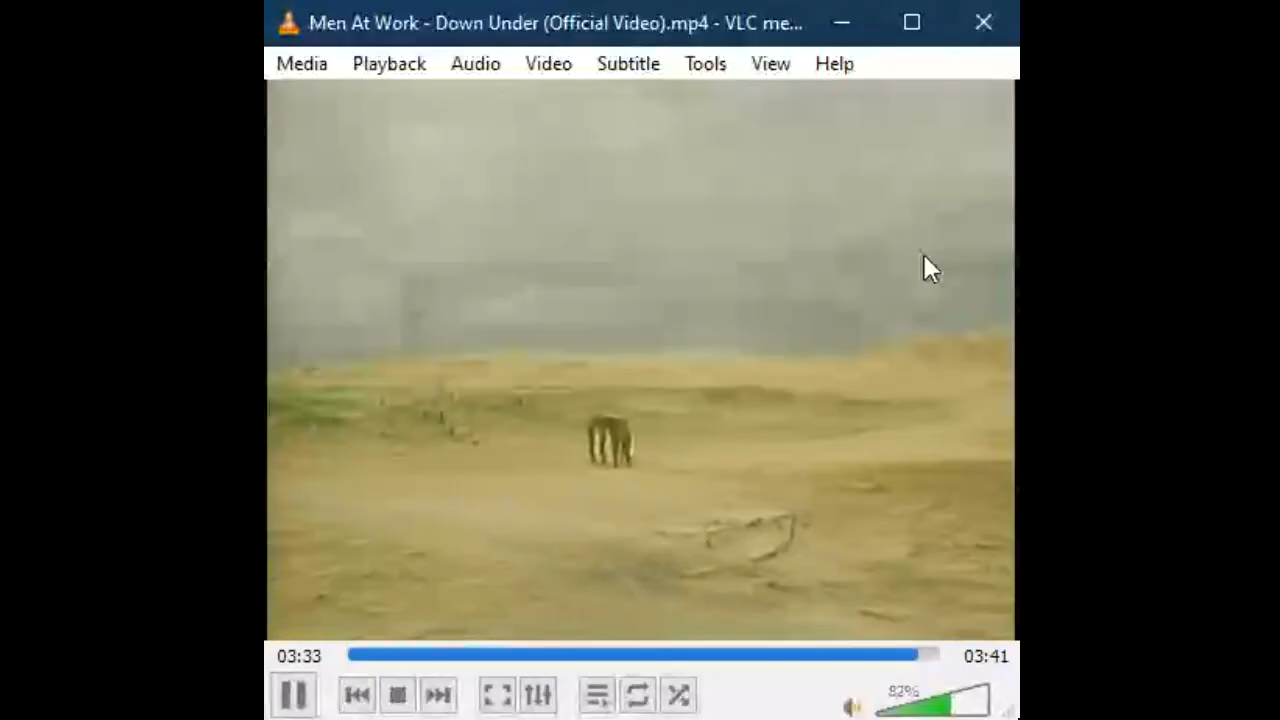 Men At Work - Down Under (Official Video).mp4 - VLC me...
Media Playback Audio Video Subtitle Tools View Help
03:33 03:41
82%